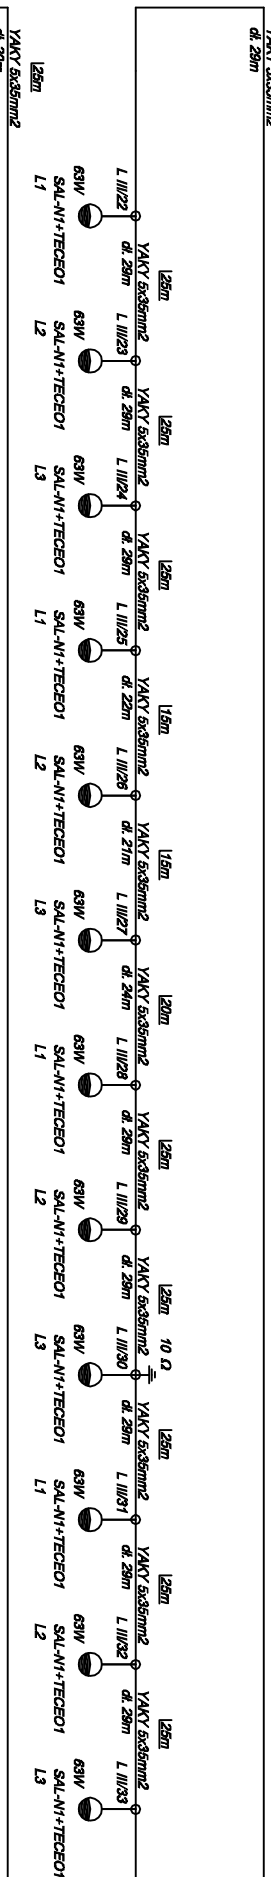 dł. 29m
YAKY 5x35mm2
25m
L III/22
63W
SAL-N1+TECEO1
L1
25m
YAKY 5x35mm2
dł. 29m
L III/23
63W
SAL-N1+TECEO1
L2
25m
YAKY 5x35mm2
dł. 29m
L III/24
63W
SAL-N1+TECEO1
L3
25m
YAKY 5x35mm2
dł. 29m
L III/25
63W
SAL-N1+TECEO1
L1
15m
YAKY 5x35mm2
dł. 22m
L III/26
63W
SAL-N1+TECEO1
L2
15m
YAKY 5x35mm2
dł. 21m
L III/27
63W
SAL-N1+TECEO1
L3
20m
YAKY 5x35mm2
dł. 24m
L III/28
63W
SAL-N1+TECEO1
L1
25m
YAKY 5x35mm2
dł. 29m
L III/29
63W
SAL-N1+TECEO1
L2
25m
YAKY 5x35mm2
dł. 29m
10 Ω
L III/30
63W
SAL-N1+TECEO1
L3
25m
YAKY 5x35mm2
dł. 29m
L III/31
63W
SAL-N1+TECEO1
L1
25m
YAKY 5x35mm2
dł. 29m
L III/32
63W
SAL-N1+TECEO1
L2
25m
YAKY 5x35mm2
dł. 29m
L III/33
63W
SAL-N1+TECEO1
L3